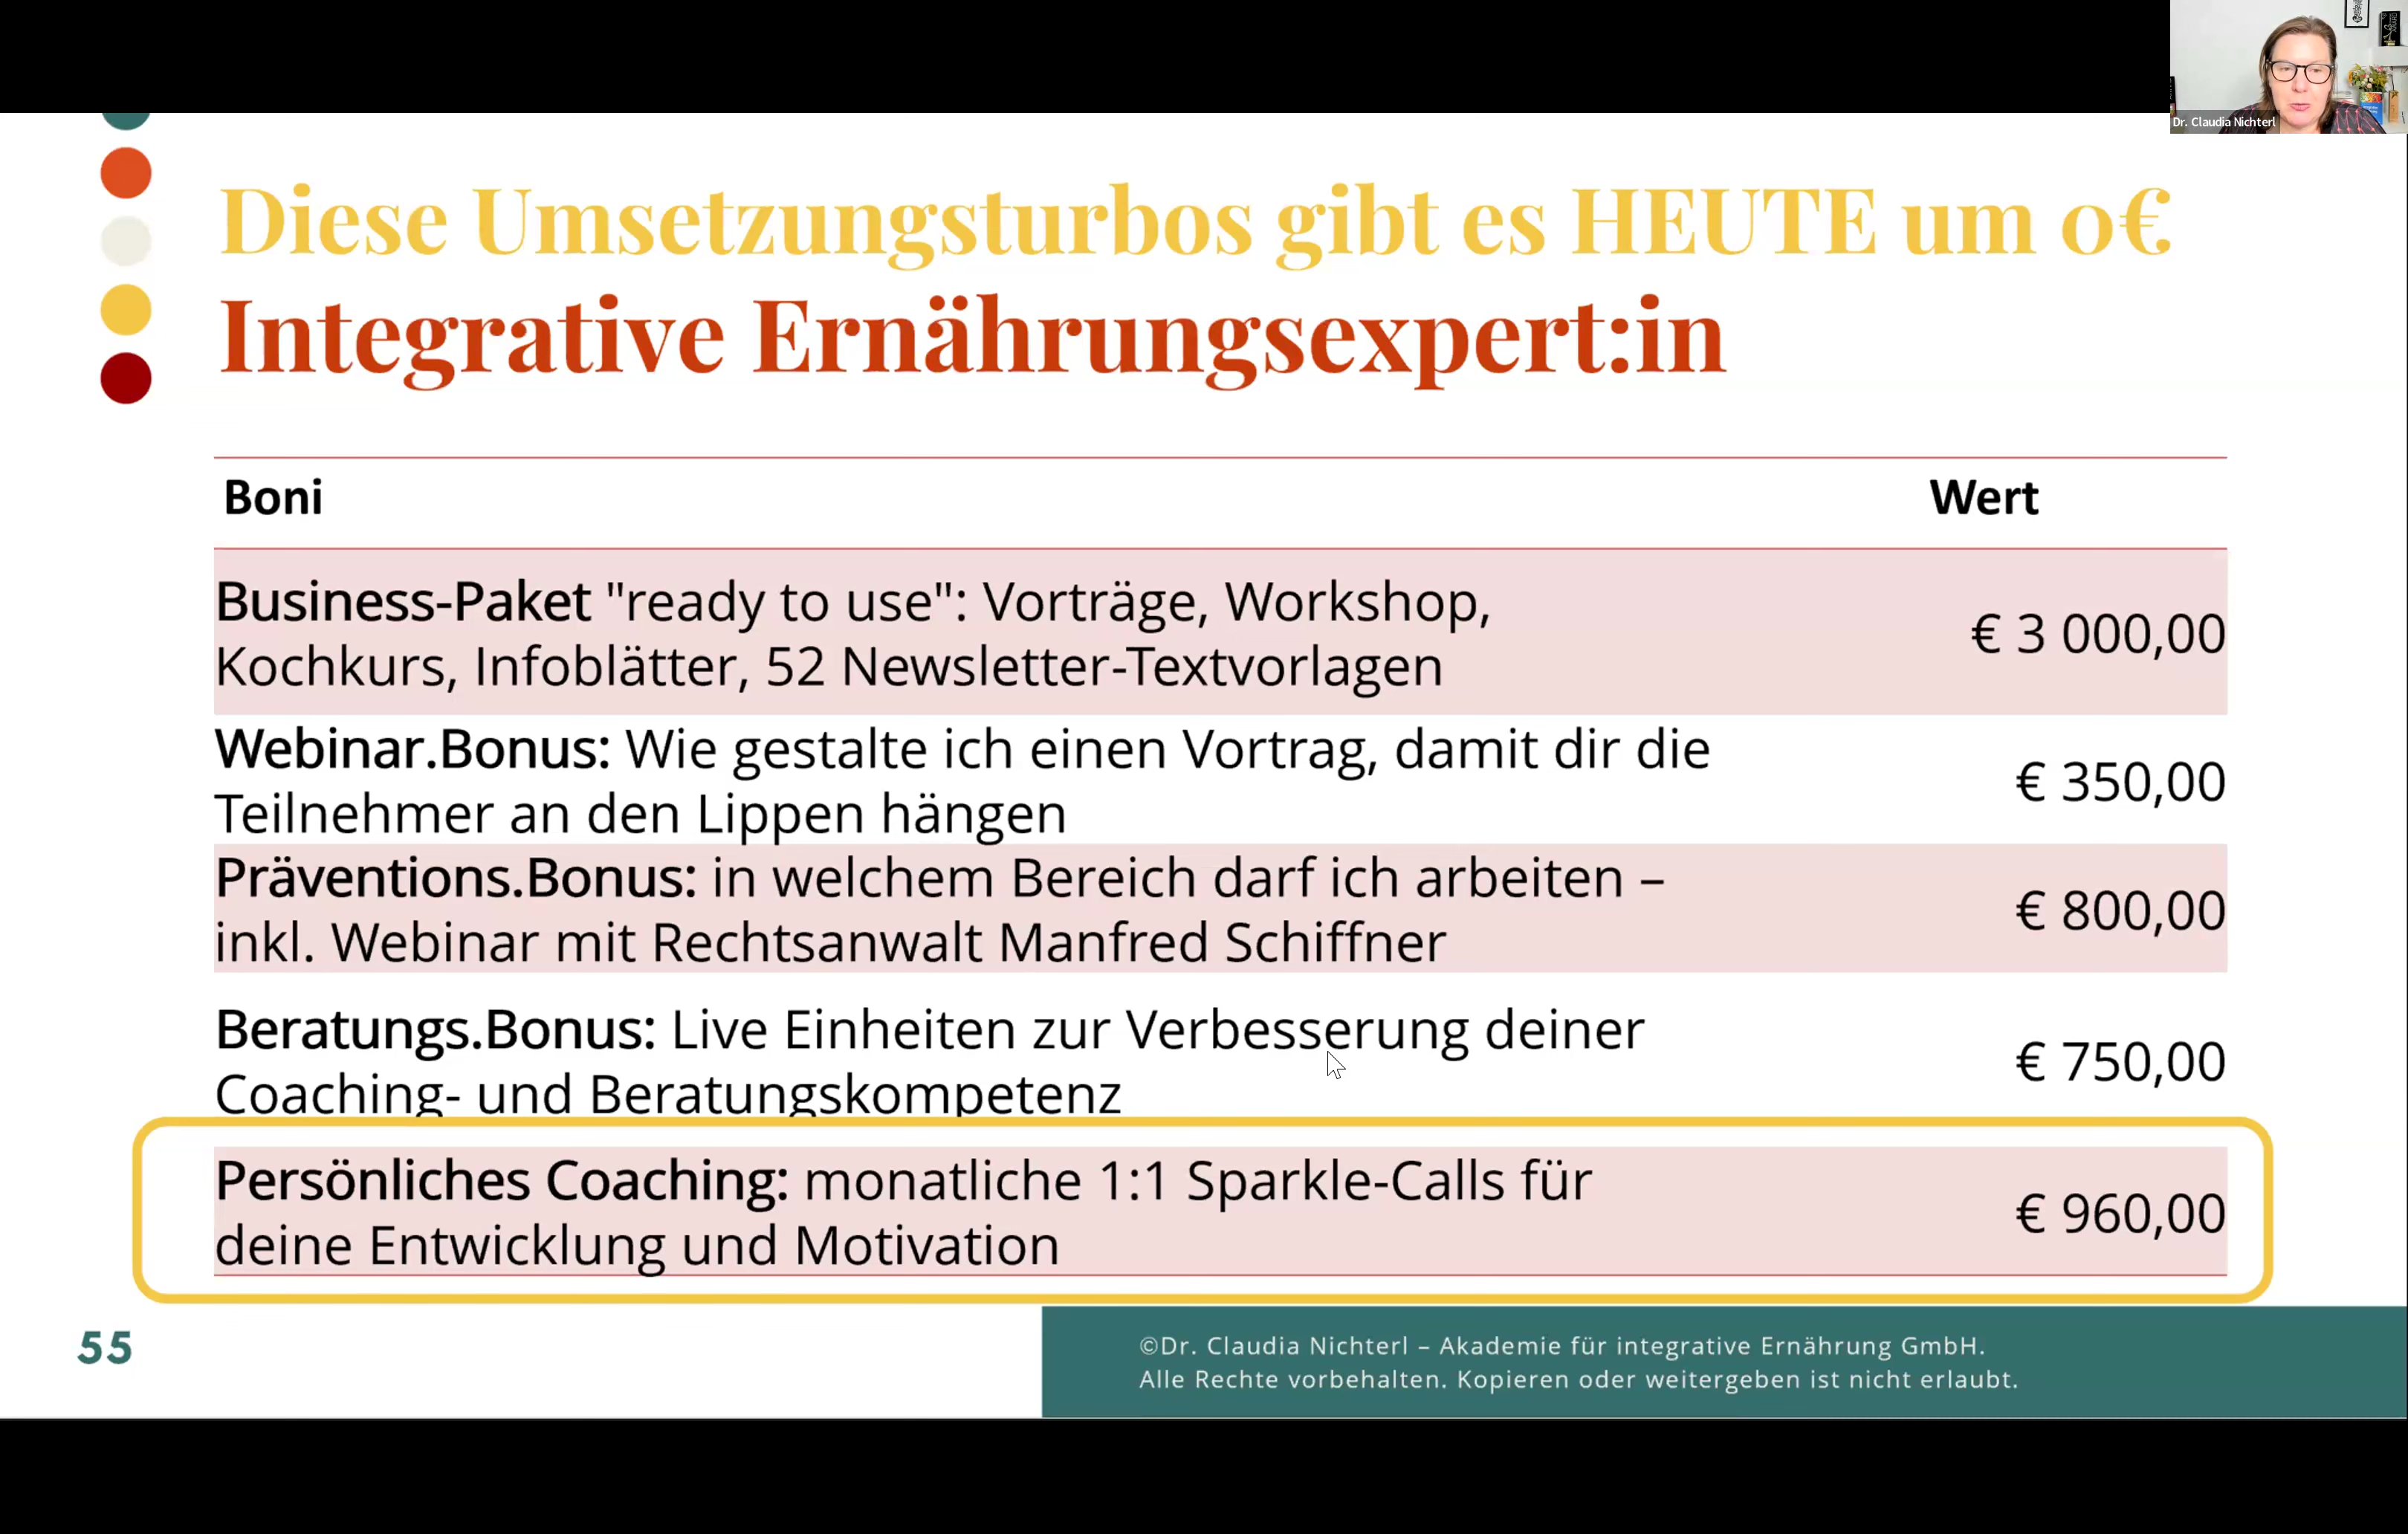 Dr. Claudia Nichterl
Diese Umsetzungsturbos gibt es HEUTE um 0€
Integrative Ernährungsexpert:in
Boni Wert
Business-Paket "ready to use": Vorträge, Workshop,
Kochkurs, Infoblätter, 52 Newsletter-Textvorlagen
€ 3 000,00
Webinar.Bonus: Wie gestalte ich einen Vortrag, damit dir die
Teilnehmer an den Lippen hängen
€ 350,00
Präventions.Bonus: in welchem Bereich darf ich arbeiten –
inkl. Webinar mit Rechtsanwalt Manfred Schiffner
€ 800,00
Beratungs.Bonus: Live Einheiten zur Verbesserung deiner
Coaching- und Beratungskompetenz
€ 750,00
Persönliches Coaching: monatliche 1:1 Sparkle-Calls für
deine Entwicklung und Motivation
€ 960,00
55
©Dr. Claudia Nichterl – Akademie für integrative Ernährung GmbH.
Alle Rechte vorbehalten. Kopieren oder weitergeben ist nicht erlaubt.